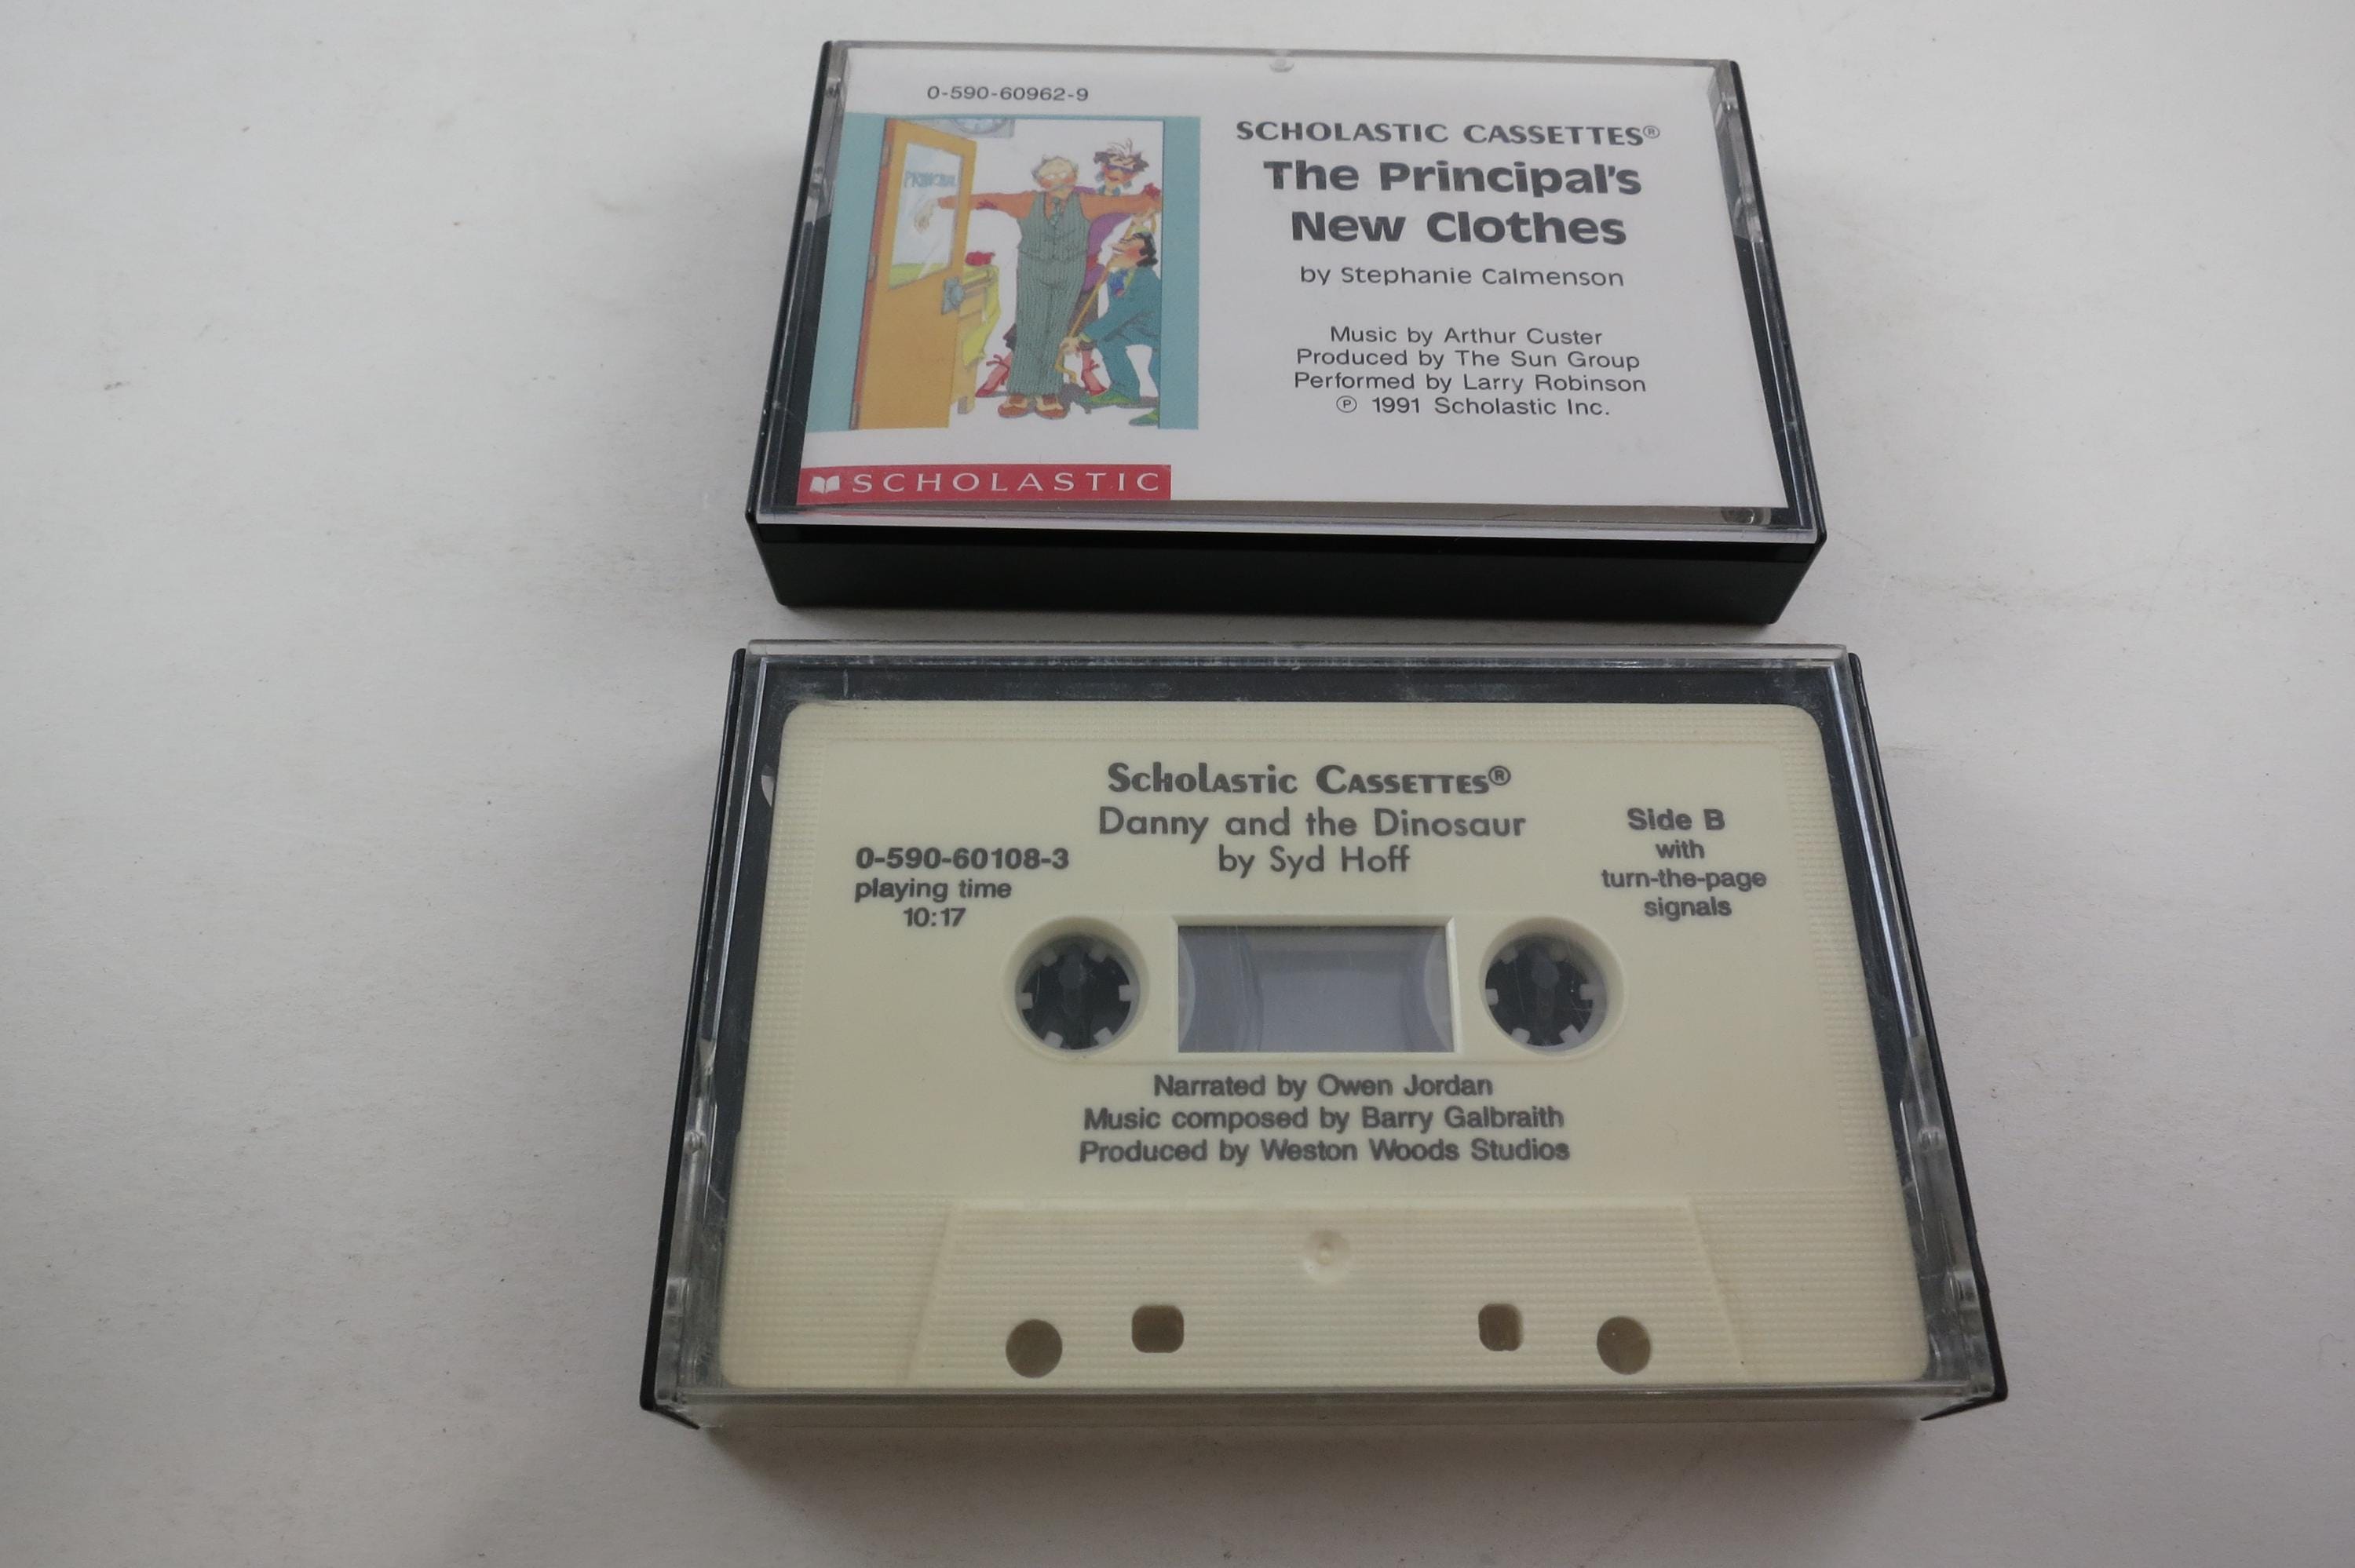 0-590-60962-9
SCHOLASTIC CASSETTES®
The Principal's
New Clothes
by Stephanie Calmenson
Music by Arthur Custer
Produced by The Sun Group
Performed by Larry Robinson
℗ 1991 Scholastic Inc.
PRINCIPAL
SCHOLASTIC
Scholastic Cassettes®
Danny and the Dinosaur
by Syd Hoff
0-590-60108-3
playing time
10:17
Side B
with
turn-the-page
signals
Narrated by Owen Jordan
Music composed by Barry Galbraith
Produced by Weston Woods Studios